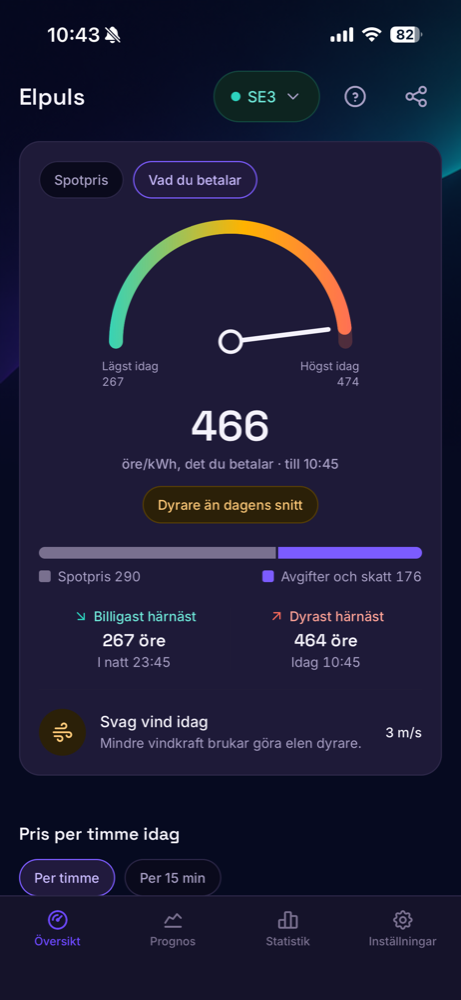 10:43
82
Elpuls
SE3
Spotpris
Vad du betalar
Lägst idag
267
Högst idag
474
466
öre/kWh, det du betalar · till 10:45
Dyrare än dagens snitt
Spotpris 290
Avgifter och skatt 176
Billigast härnäst
267 öre
I natt 23:45
Dyrast härnäst
464 öre
Idag 10:45
Svag vind idag
Mindre vindkraft brukar göra elen dyrare.
3 m/s
Pris per timme idag
Per timme
Per 15 min
Översikt
Prognos
Statistik
Inställningar